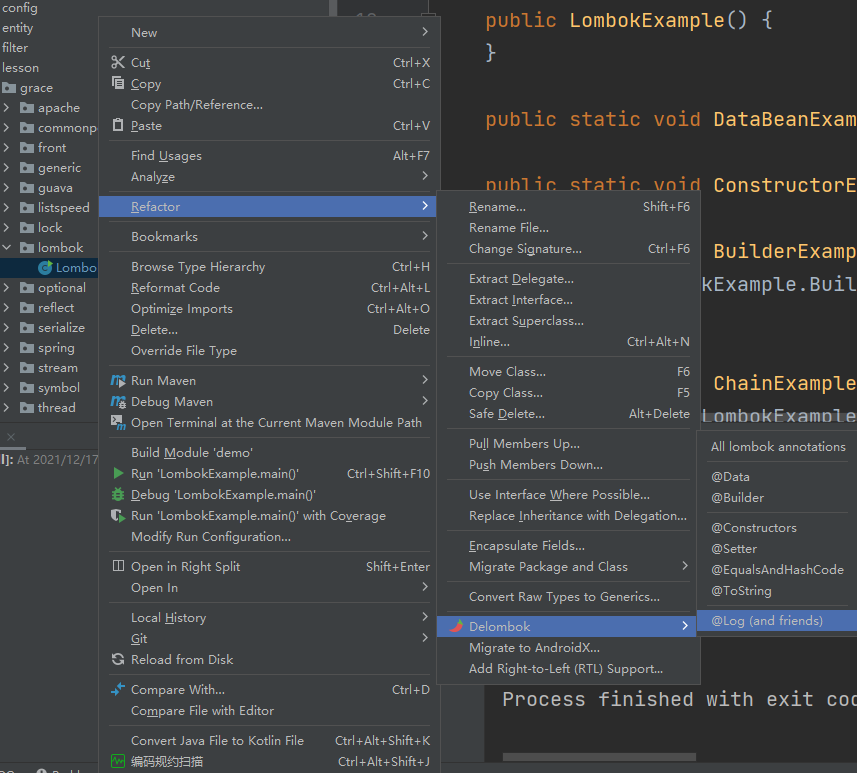 config
entity
filter
lesson
grace
apache
commonp
front
generic
guava
listspeed
lock
lombok
Lombo
optional
reflect
serialize
spring
stream
symbol
thread
]: At 2021/12/17
New
Cut Ctrl+X
Copy Ctrl+C
Copy Path/Reference...
Paste Ctrl+V
Find Usages Alt+F7
Analyze
Refactor
Bookmarks
Browse Type Hierarchy Ctrl+H
Reformat Code Ctrl+Alt+L
Optimize Imports Ctrl+Alt+O
Delete... Delete
Override File Type
Run Maven
Debug Maven
Open Terminal at the Current Maven Module Path
Build Module 'demo'
Run 'LombokExample.main()' Ctrl+Shift+F10
Debug 'LombokExample.main()'
Run 'LombokExample.main()' with Coverage
Modify Run Configuration...
Open in Right Split Shift+Enter
Open In
Local History
Git
Reload from Disk
Compare With... Ctrl+D
Compare File with Editor
Convert Java File to Kotlin File Ctrl+Alt+Shift+K
编码规约扫描 Ctrl+Alt+Shift+J
public LombokExample() {
}
public static void DataBeanExam
public static void ConstructorE
BuilderExamp
kExample.Buil
ChainExample
LombokExample
Rename... Shift+F6
Rename File...
Change Signature... Ctrl+F6
Extract Delegate...
Extract Interface...
Extract Superclass...
Inline... Ctrl+Alt+N
Move Class... F6
Copy Class... F5
Safe Delete... Alt+Delete
Pull Members Up...
Push Members Down...
Use Interface Where Possible...
Replace Inheritance with Delegation...
Encapsulate Fields...
Migrate Package and Class
Convert Raw Types to Generics...
Delombok
Migrate to AndroidX...
Add Right-to-Left (RTL) Support...
All lombok annotations
@Data
@Builder
@Constructors
@Setter
@EqualsAndHashCode
@ToString
@Log (and friends)
Process finished with exit cod